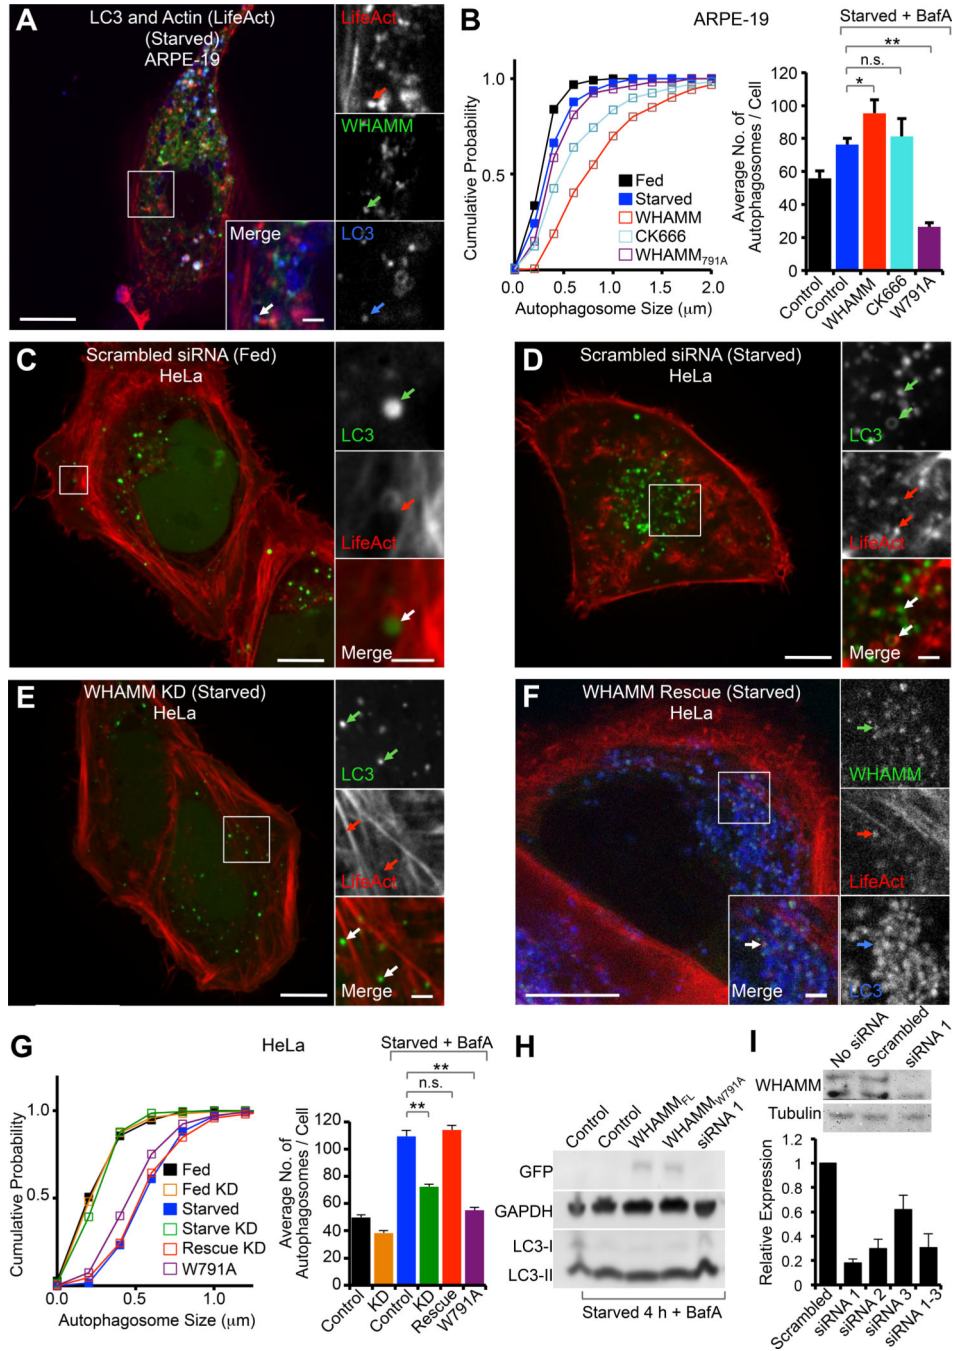 A
LC3 and Actin (LifeAct)
(Starved)
ARPE-19
LifeAct
WHAMM
LC3
Merge
B
ARPE-19
Cumulative Probability
1.0
0.5
Fed
Starved
WHAMM
CK666
WHAMM791A
0.0 0.5 1.0 1.5 2.0
Autophagosome Size (μm)
Starved + BafA
**
n.s.
*
Average No. of
Autophagosomes / Cell
120
100
80
60
40
20
0
Control
Control
WHAMM
CK666
W791A
C
Scrambled siRNA (Fed)
HeLa
LC3
LifeAct
Merge
D
Scrambled siRNA (Starved)
HeLa
LC3
LifeAct
Merge
E
WHAMM KD (Starved)
HeLa
LC3
LifeAct
Merge
F
WHAMM Rescue (Starved)
HeLa
WHAMM
LifeAct
LC3
Merge
G
HeLa
Cumulative Probability
1.0
0.5
Fed
Fed KD
Starved
Starve KD
Rescue KD
W791A
0.0 0.5 1.0
Autophagosome Size (μm)
Starved + BafA
**
n.s.
**
Average No. of
Autophagosomes / Cell
120
100
80
60
40
20
0
Control
KD
Control
KD
Rescue
W791A
H
Control
Control
WHAMMFL
WHAMMW791A
siRNA 1
GFP
GAPDH
LC3-I
LC3-II
Starved 4 h + BafA
I
No siRNA
Scrambled
siRNA 1
WHAMM
Tubulin
Relative Expression
1.2
1
0.8
0.6
0.4
0.2
0
Scrambled
siRNA 1
siRNA 2
siRNA 3
siRNA 1-3